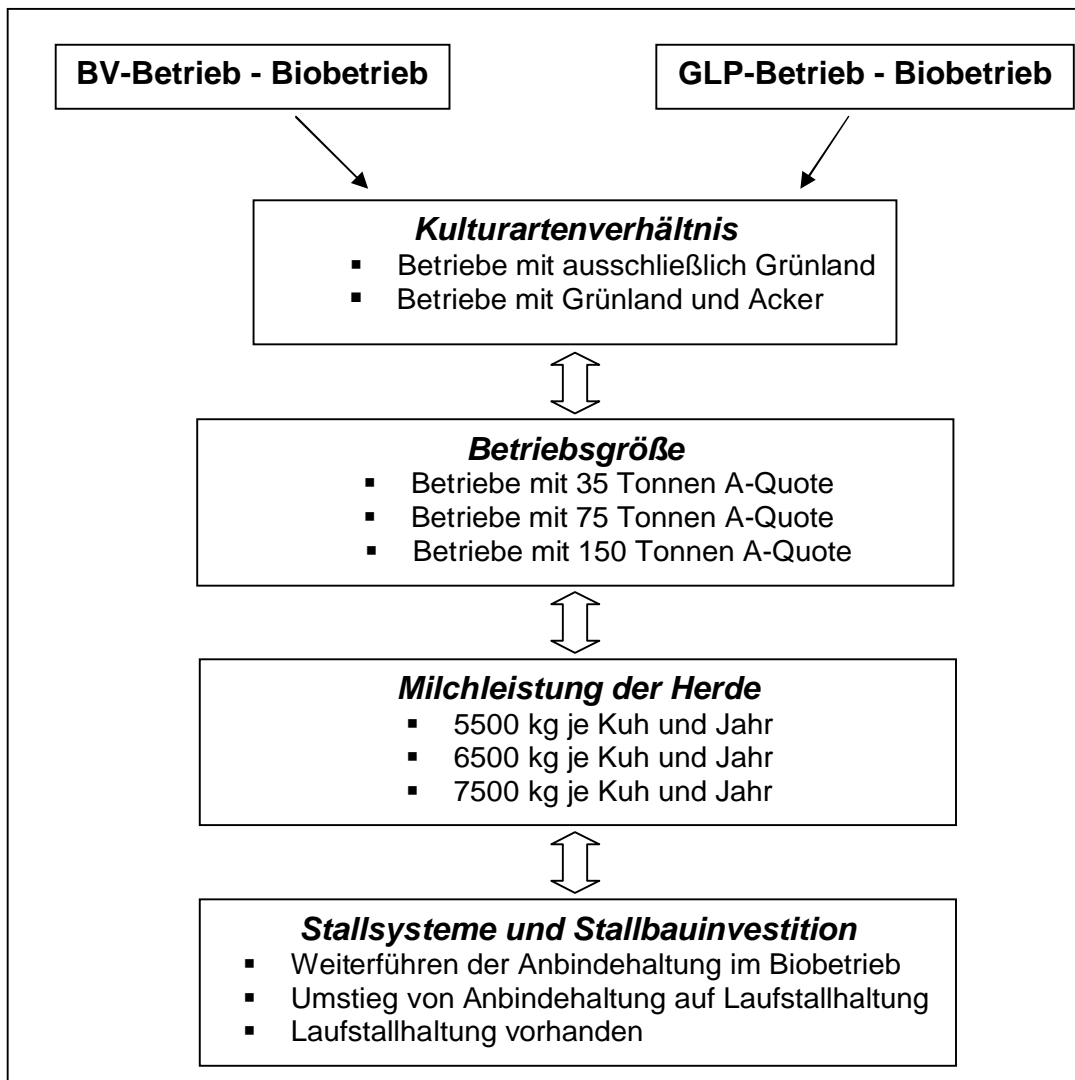 BV-Betrieb - Biobetrieb
GLP-Betrieb - Biobetrieb
Kulturartenverhältnis
▪ Betriebe mit ausschließlich Grünland
▪ Betriebe mit Grünland und Acker
Betriebsgröße
▪ Betriebe mit 35 Tonnen A-Quote
▪ Betriebe mit 75 Tonnen A-Quote
▪ Betriebe mit 150 Tonnen A-Quote
Milchleistung der Herde
▪ 5500 kg je Kuh und Jahr
▪ 6500 kg je Kuh und Jahr
▪ 7500 kg je Kuh und Jahr
Stallsysteme und Stallbauinvestition
▪ Weiterführen der Anbindehaltung im Biobetrieb
▪ Umstieg von Anbindehaltung auf Laufstallhaltung
▪ Laufstallhaltung vorhanden